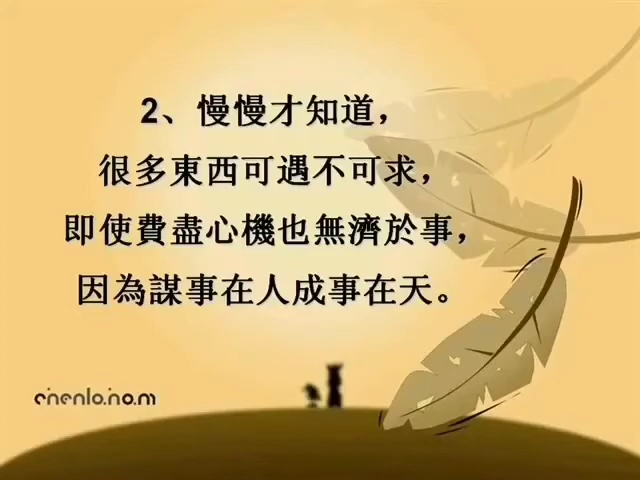 2、慢慢才知道，
很多東西可遇不可求，
即使費盡心機也無濟於事，
因為謀事在人成事在天。